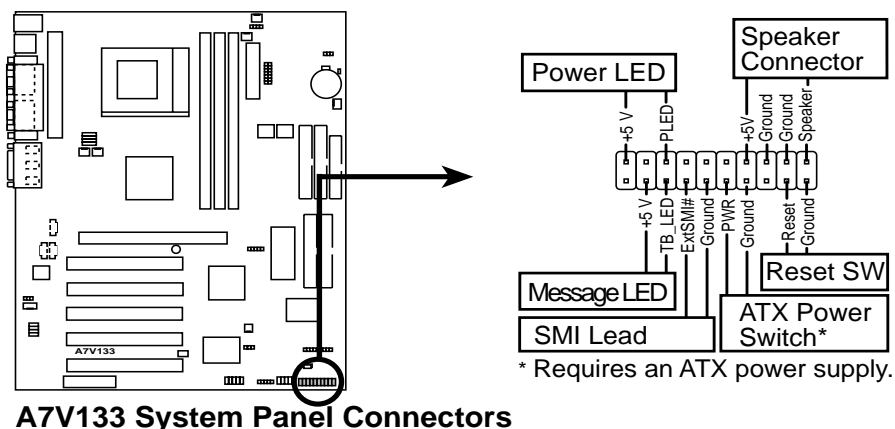 Speaker
Connector
Power LED
+5 V
PLED
+5V
Ground
Ground
Speaker
+5 V
TB_LED
ExtSMI#
Ground
PWR
Ground
Reset
Ground
Reset SW
Message LED
ATX Power
Switch*
SMI Lead
* Requires an ATX power supply.
A7V133
A7V133 System Panel Connectors